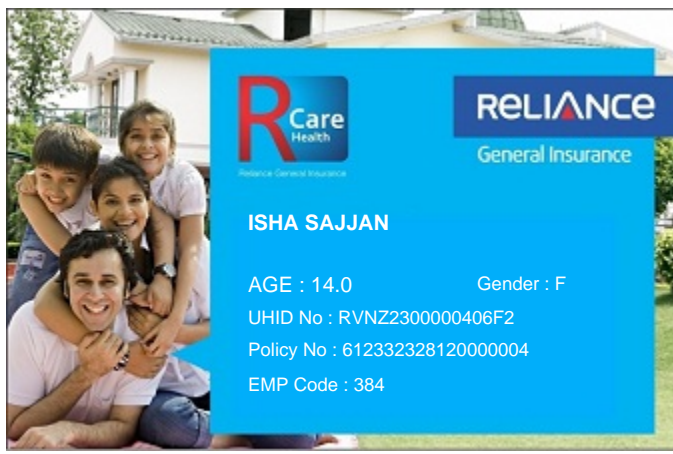 R Care
Health
Reliance General Insurance
RELIANCE
General Insurance
ISHA SAJJAN
AGE : 14.0 Gender : F
UHID No : RVNZ2300000406F2
Policy No : 612332328120000004
EMP Code : 384